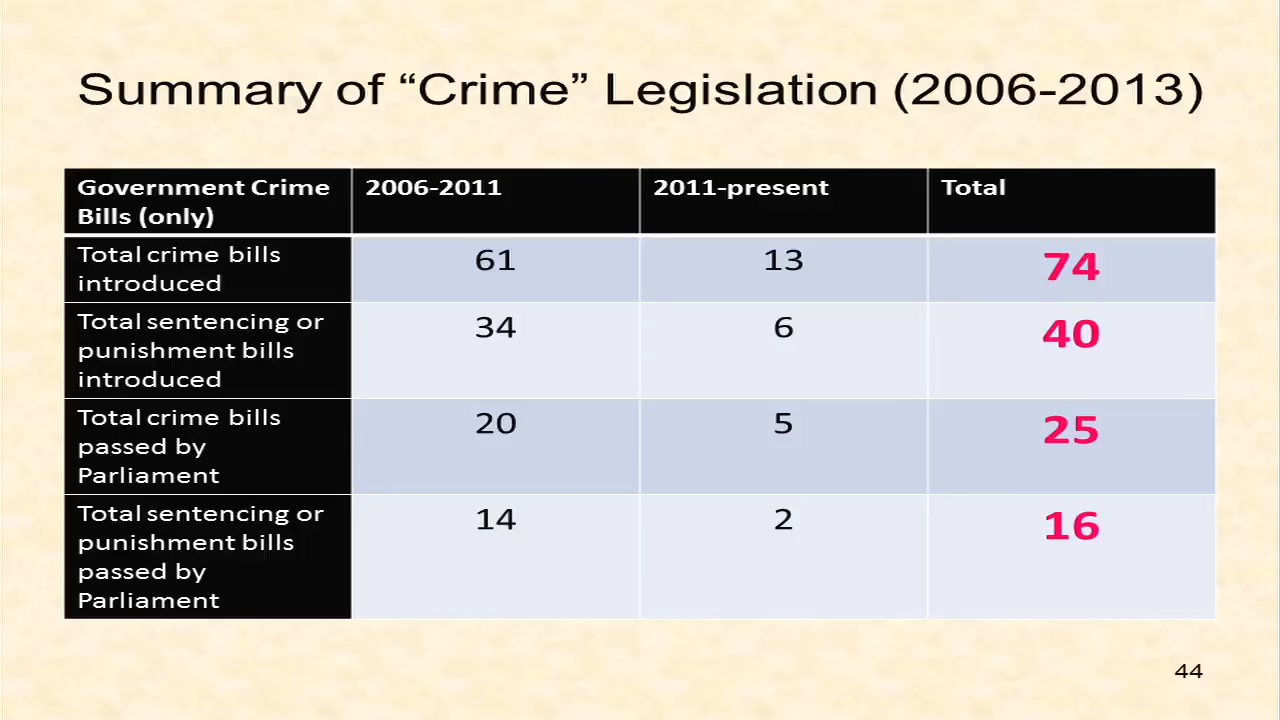 Summary of “Crime” Legislation (2006-2013)
Government Crime Bills (only) 2006-2011 2011-present Total
Total crime bills introduced 61 13 74
Total sentencing or punishment bills introduced 34 6 40
Total crime bills passed by Parliament 20 5 25
Total sentencing or punishment bills passed by Parliament 14 2 16
44